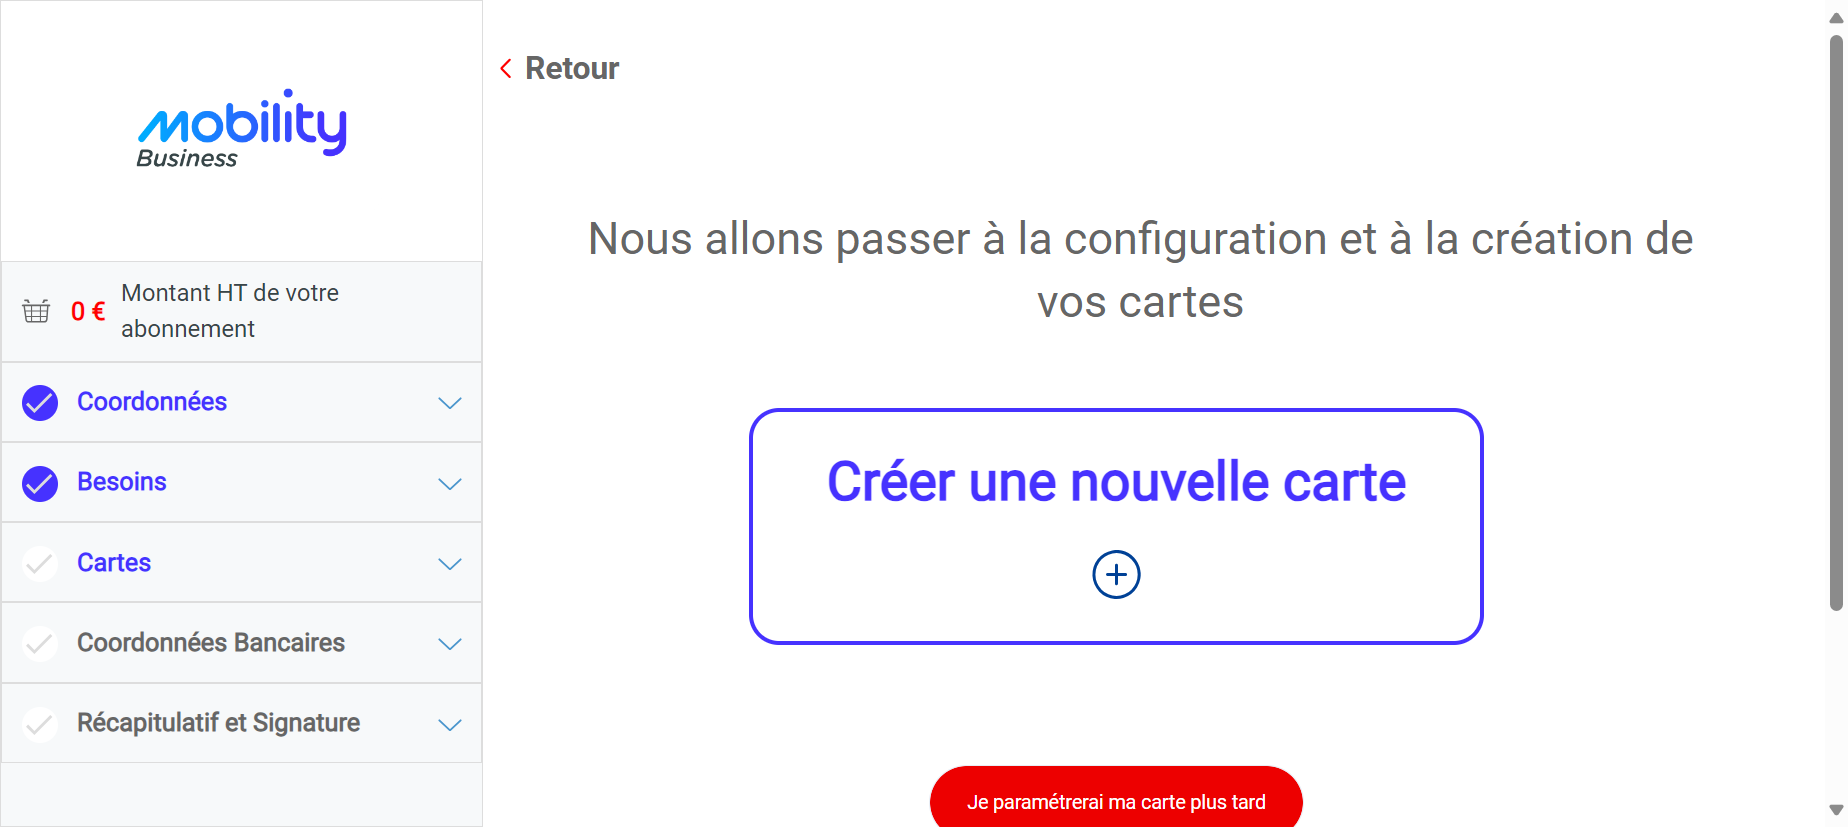 mobility
Business
0 €
Montant HT de votre
abonnement
Coordonnées
Besoins
Cartes
Coordonnées Bancaires
Récapitulatif et Signature
Retour
Nous allons passer à la configuration et à la création de
vos cartes
Créer une nouvelle carte
Je paramétrerai ma carte plus tard